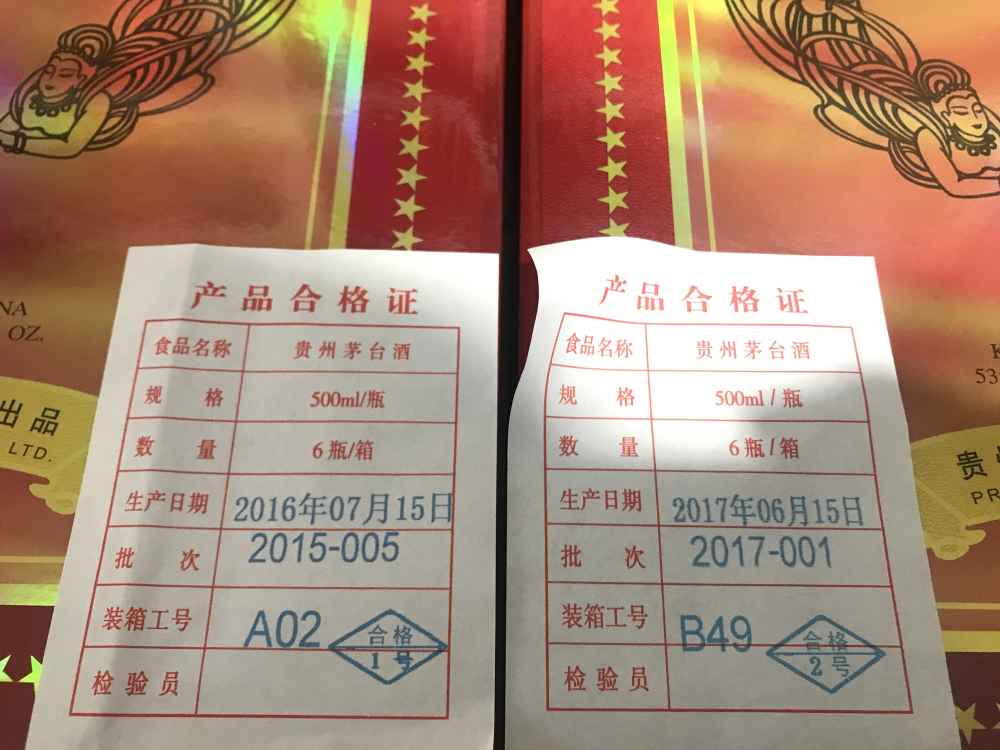 NA
OZ.
出品
LTD.
产品合格证
食品名称 贵州茅台酒
规格 500ml/瓶
数量 6瓶/箱
生产日期 2016年07月15日
批次 2015-005
装箱工号 A02
检验员 合格
1号
产品合格证
食品名称 贵州茅台酒
规格 500ml/瓶
数量 6瓶/箱
生产日期 2017年06月15日
批次 2017-001
装箱工号 B49
检验员 合格
2号
K
53
贵州
PR